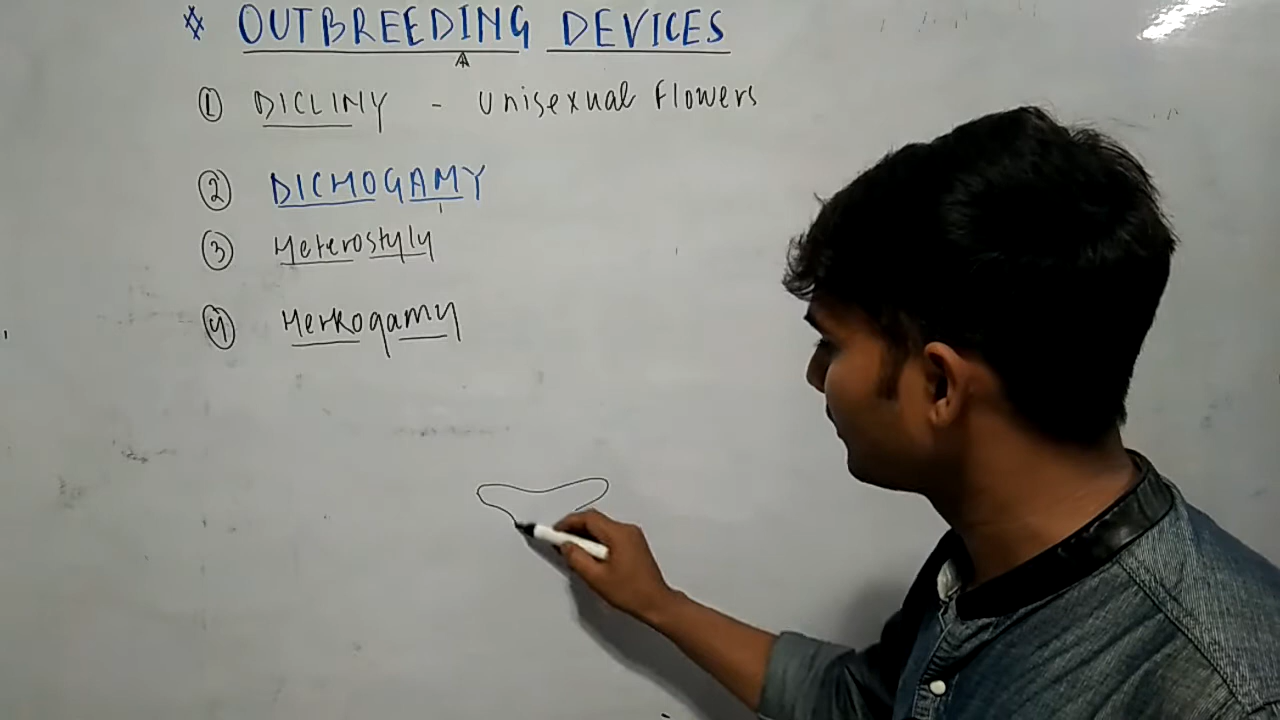 * OUTBREEDING DEVICES
① DICLINY - Unisexual Flowers
② DICHOGAMY
③ Heterostyly
④ Herkogamy